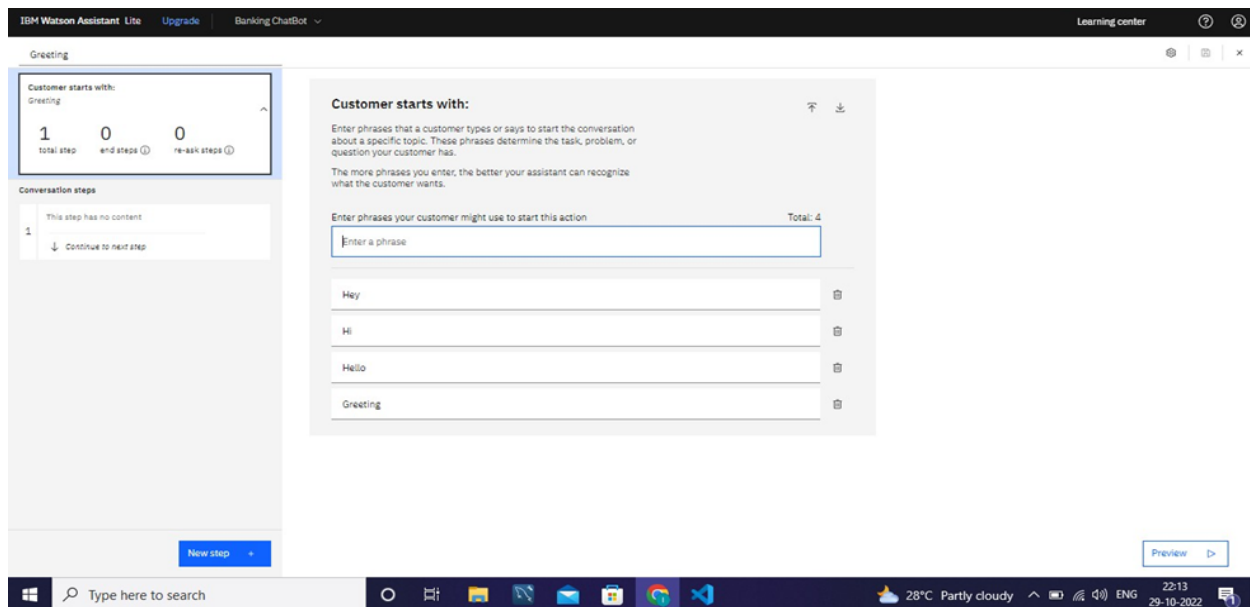 IBM Watson Assistant Lite Upgrade Banking ChatBot Learning center
Greeting
Customer starts with:
Greeting
1 0 0
total step end steps re-ask steps
Conversation steps
This step has no content
1
Continue to next step
New step +
Customer starts with:
Enter phrases that a customer types or says to start the conversation
about a specific topic. These phrases determine the task, problem, or
question your customer has.
The more phrases you enter, the better your assistant can recognize
what the customer wants.
Enter phrases your customer might use to start this action Total: 4
Enter a phrase
Hey
Hi
Hello
Greeting
Preview
Type here to search
28°C Partly cloudy ENG
22:13
29-10-2022
1